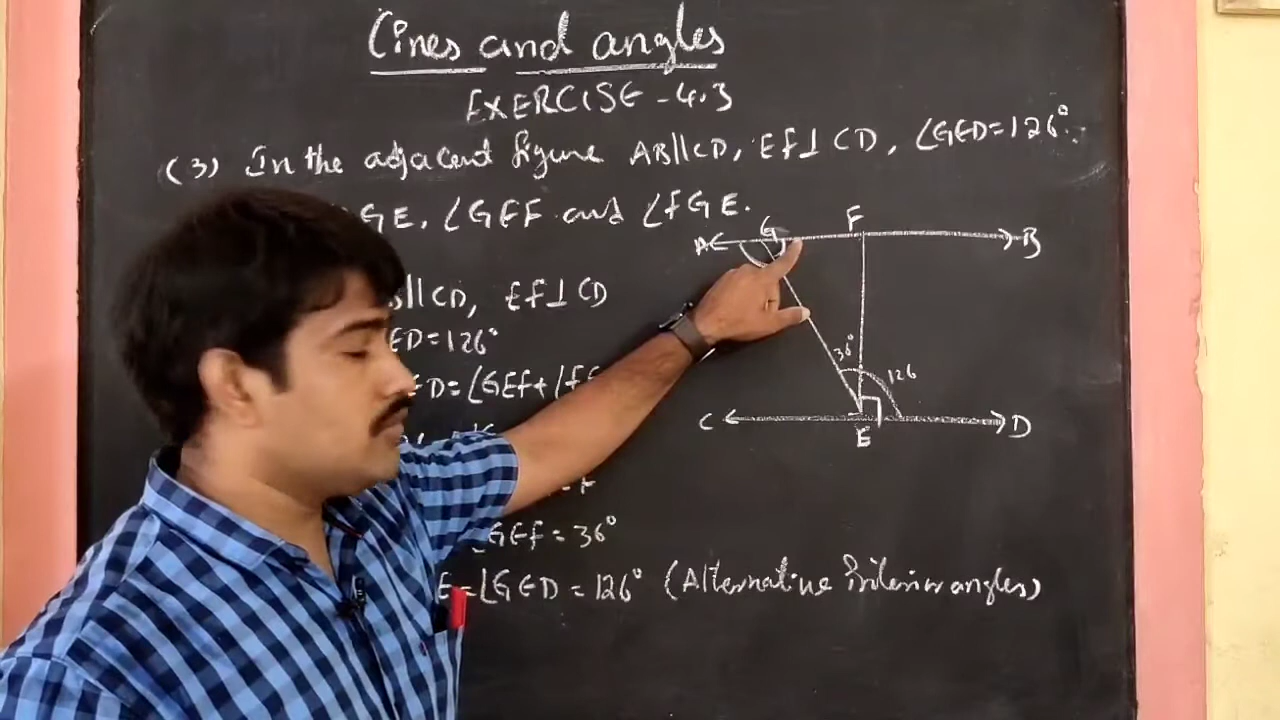 Lines and angles
EXERCISE - 4.3
(3) In the adjacent figure AB||CD, EF⊥CD, ∠GED=126°.
GE, ∠GEF and ∠FGE.
||CD, EF⊥CD
ED=126°
D=∠GEF+
∠GEF = 36°
E=∠GED = 126° (Alternative interior angles)
A G F B
36°
126
C E D